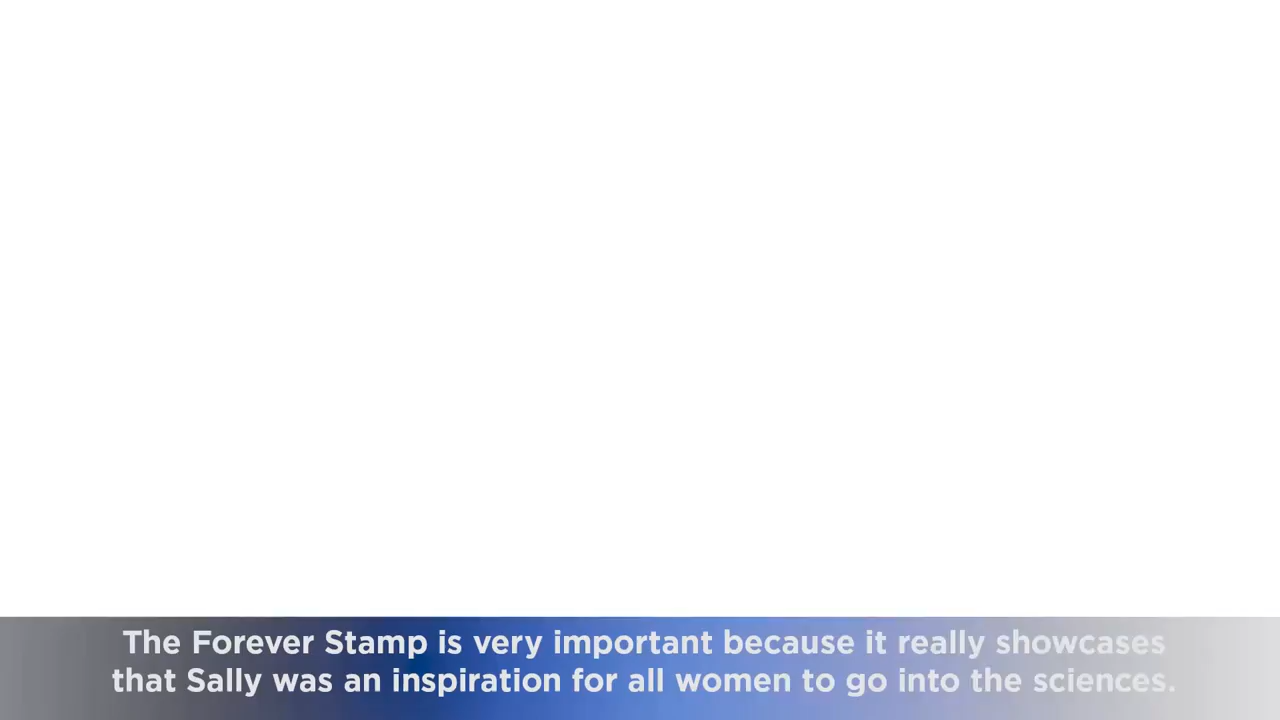 The Forever Stamp is very important because it really showcases
that Sally was an inspiration for all women to go into the sciences.